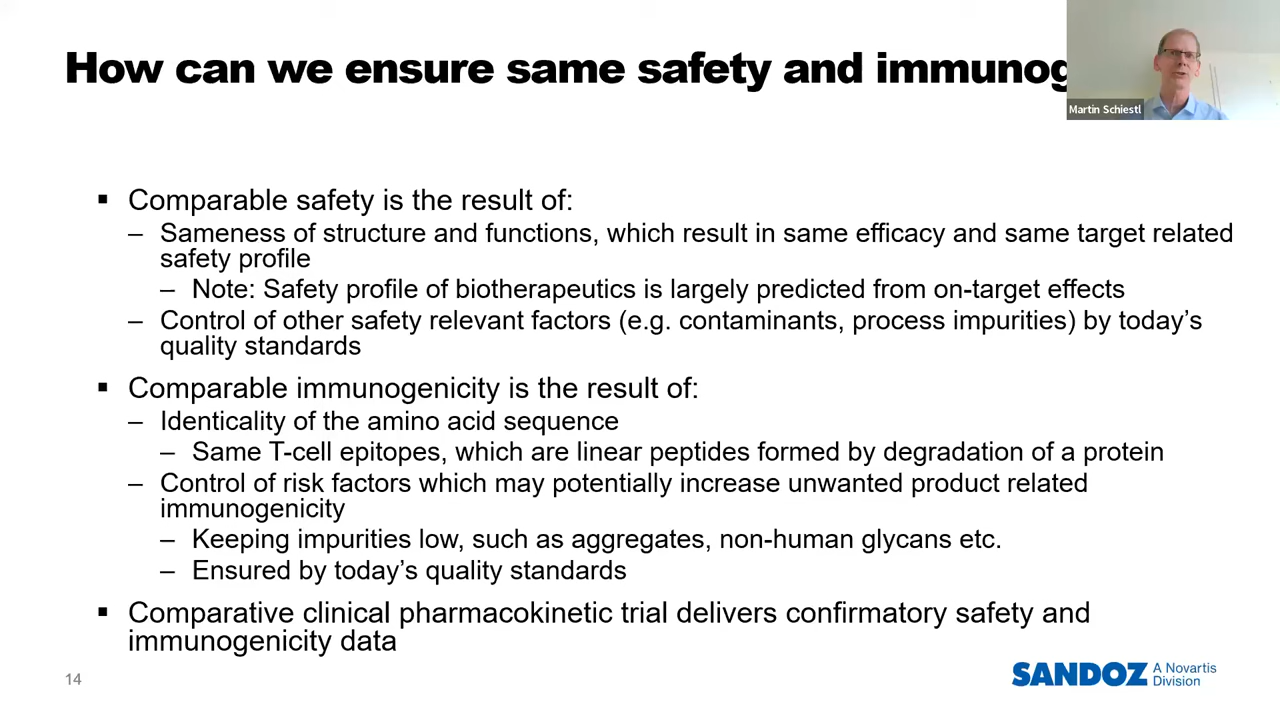 How can we ensure same safety and
Martin Schiestl
▪ Comparable safety is the result of:
– Sameness of structure and functions, which result in same efficacy and same target related
safety profile
– Note: Safety profile of biotherapeutics is largely predicted from on-target effects
– Control of other safety relevant factors (e.g. contaminants, process impurities) by today's
quality standards
▪ Comparable immunogenicity is the result of:
– Identicality of the amino acid sequence
– Same T-cell epitopes, which are linear peptides formed by degradation of a protein
– Control of risk factors which may potentially increase unwanted product related
immunogenicity
– Keeping impurities low, such as aggregates, non-human glycans etc.
– Ensured by today's quality standards
▪ Comparative clinical pharmacokinetic trial delivers confirmatory safety and
immunogenicity data
14
SANDOZ A Novartis
Division